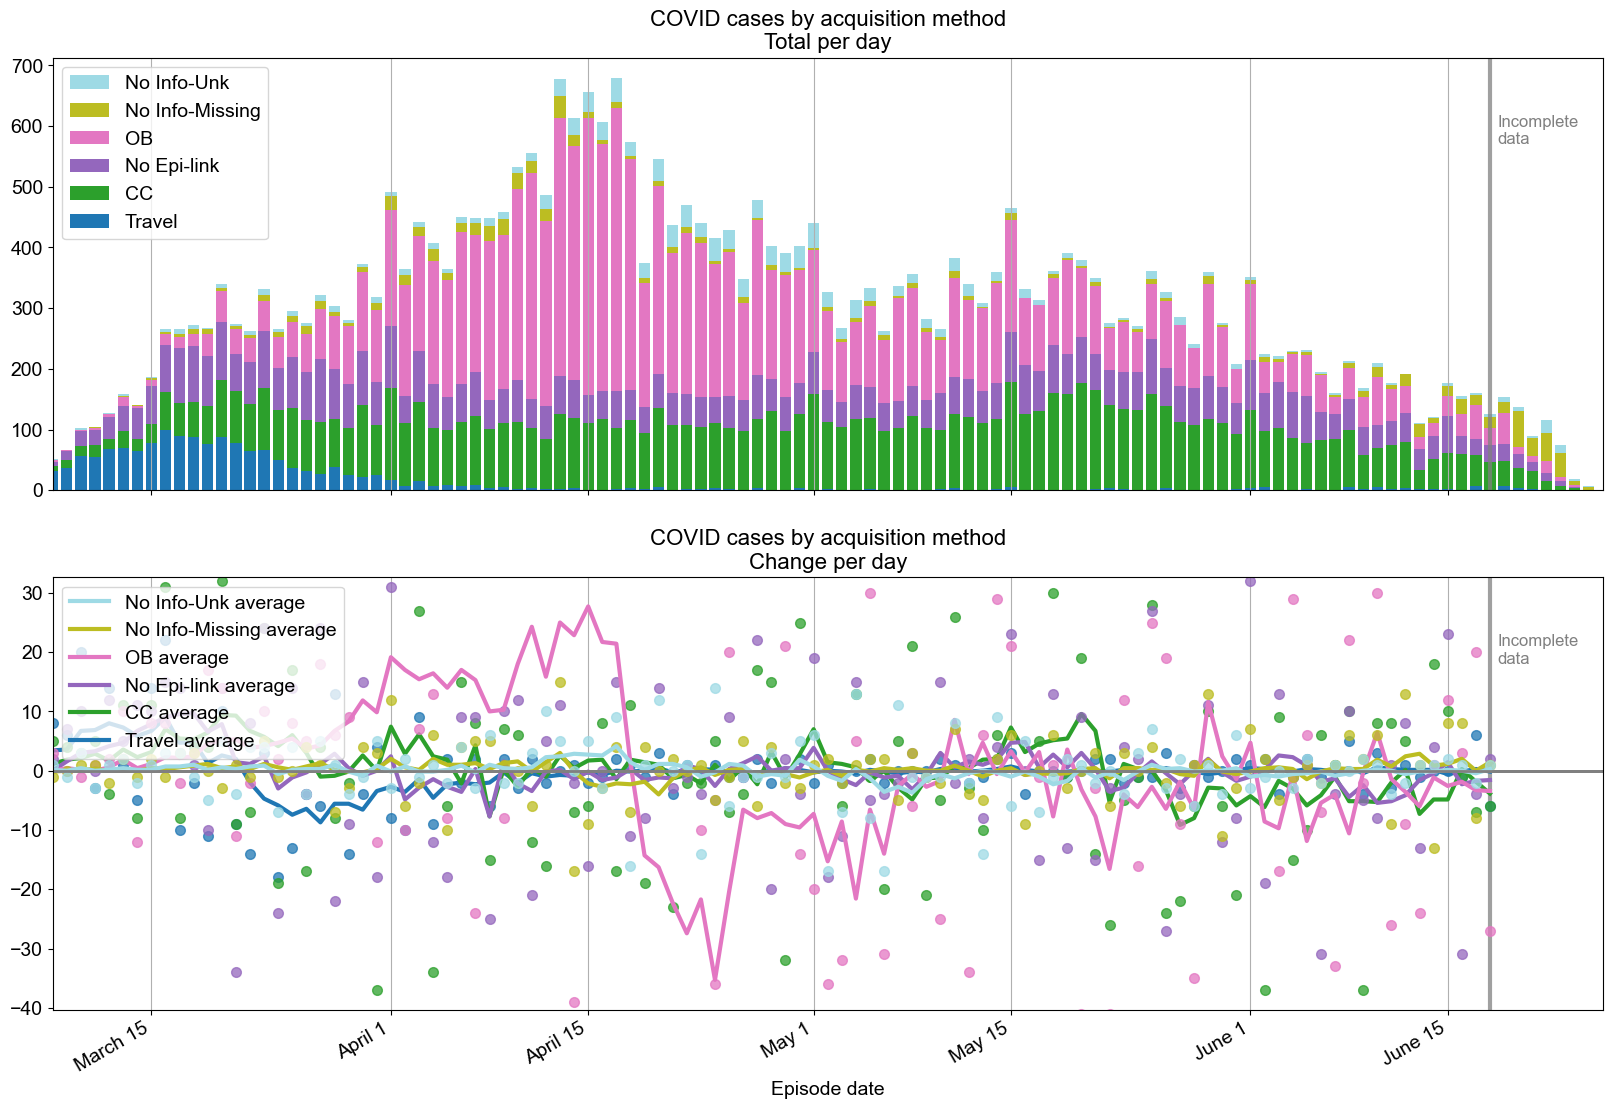 COVID cases by acquisition method
Total per day
700
600
500
400
300
200
100
0
No Info-Unk
No Info-Missing
OB
No Epi-link
CC
Travel
Incomplete
data
COVID cases by acquisition method
Change per day
30
20
10
0
−10
−20
−30
−40
No Info-Unk average
No Info-Missing average
OB average
No Epi-link average
CC average
Travel average
Incomplete
data
March 15
April 1
April 15
May 1
May 15
June 1
June 15
Episode date